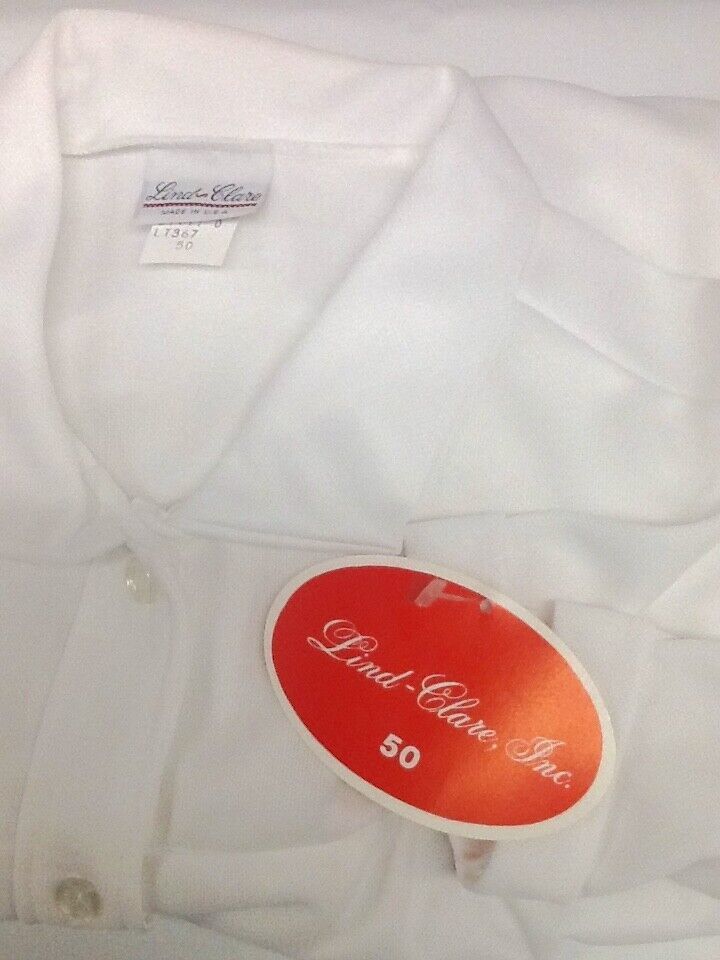 Lind-Clare
MADE IN U.S.A
LT367
50
Lind-Clare, Inc.
50